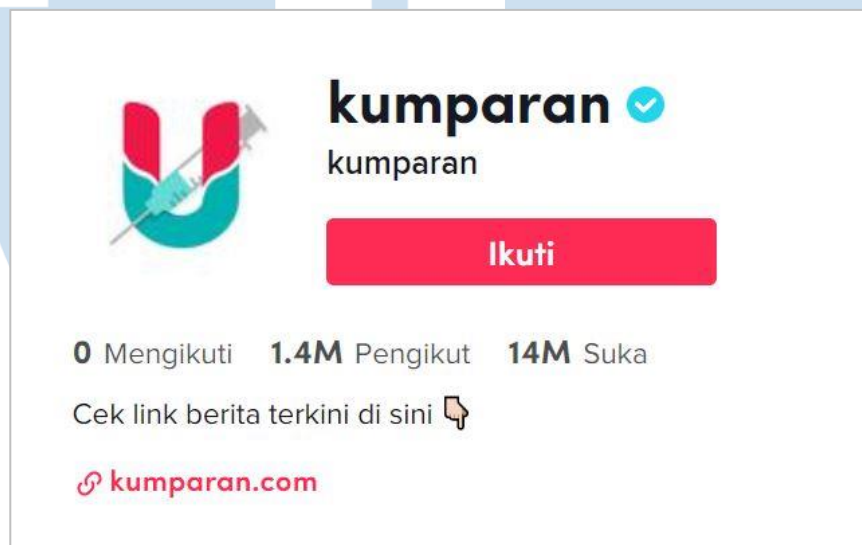 kumparan
kumparan
Ikuti
0 Mengikuti 1.4M Pengikut 14M Suka
Cek link berita terkini di sini 👇🏻
kumparan.com